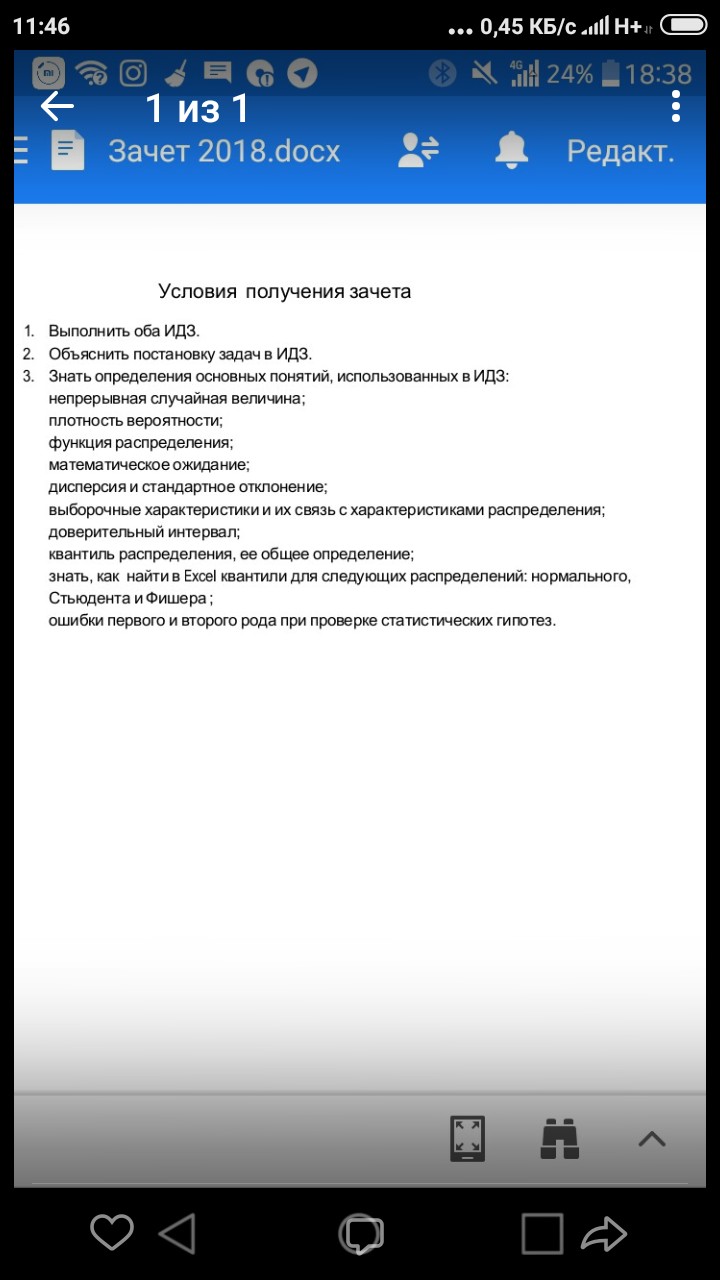 11:46 ... 0,45 КБ/с H+
4G 24% 18:38
1 из 1
Зачет 2018.docx Редакт.
Условия получения зачета
1. Выполнить оба ИДЗ.
2. Объяснить постановку задач в ИДЗ.
3. Знать определения основных понятий, использованных в ИДЗ:
непрерывная случайная величина;
плотность вероятности;
функция распределения;
математическое ожидание;
дисперсия и стандартное отклонение;
выборочные характеристики и их связь с характеристиками распределения;
доверительный интервал;
квантиль распределения, ее общее определение;
знать, как найти в Excel квантили для следующих распределений: нормального,
Стьюдента и Фишера ;
ошибки первого и второго рода при проверке статистических гипотез.